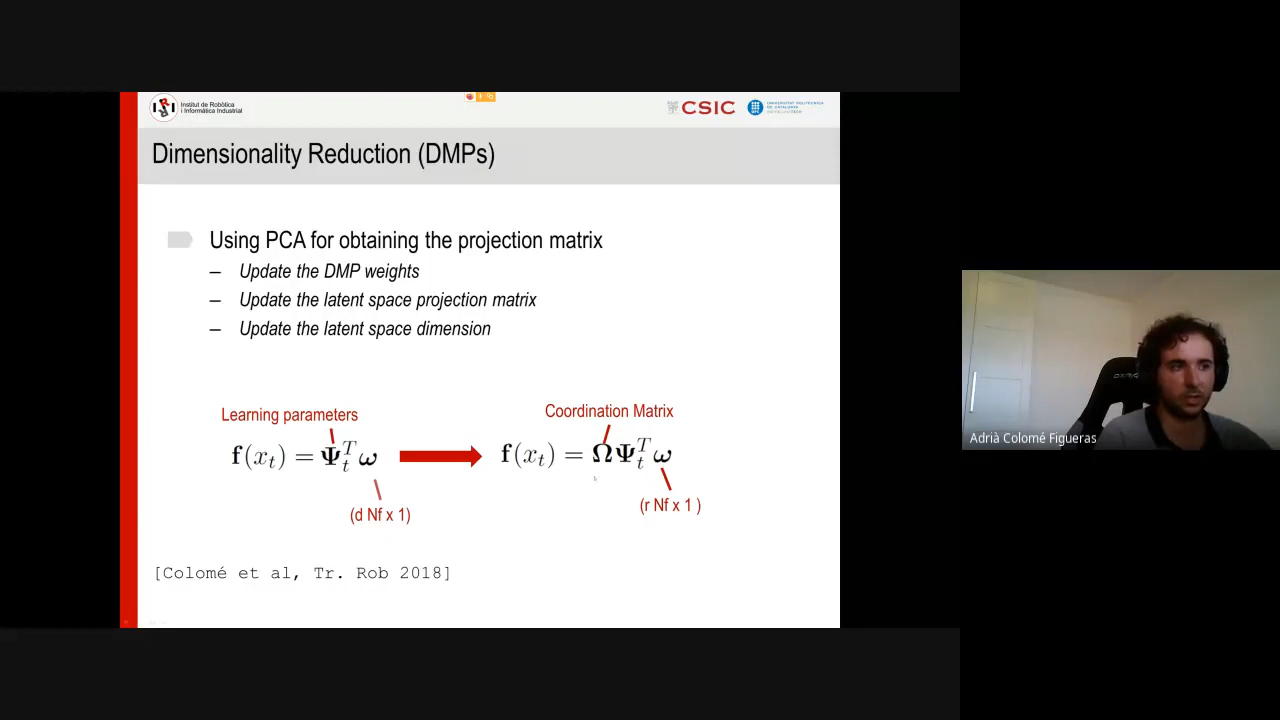 Institut de Robòtica
i Informàtica Industrial
CSIC
UNIVERSITAT POLITÈCNICA
DE CATALUNYA
Dimensionality Reduction (DMPs)
Using PCA for obtaining the projection matrix
– Update the DMP weights
– Update the latent space projection matrix
– Update the latent space dimension
Learning parameters
Coordination Matrix
f(x_t) = Ψ_t^T ω
f(x_t) = ΩΨ_t^T ω
(d Nf x 1)
(r Nf x 1 )
[Colomé et al, Tr. Rob 2018]
Adrià Colomé Figueras